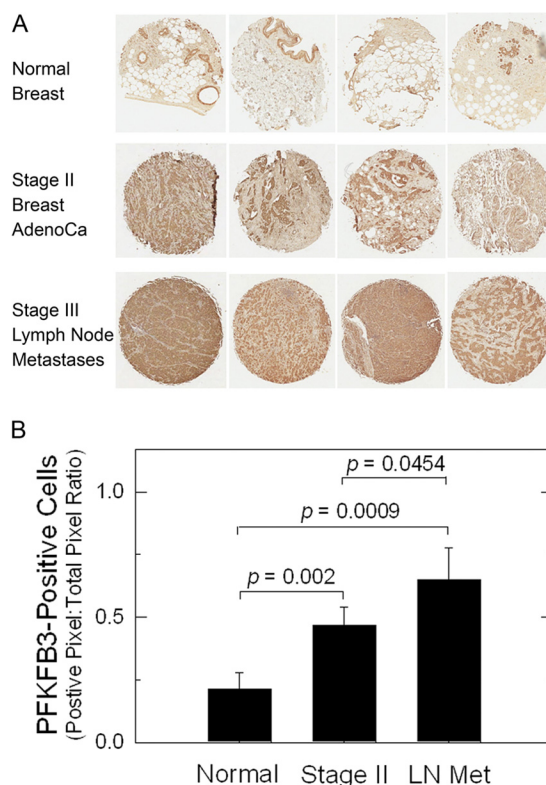 A
Normal
Breast
Stage II
Breast
AdenoCa
Stage III
Lymph Node
Metastases
B
PFKFB3-Positive Cells
(Postive Pixel:Total Pixel Ratio)
1.0
0.5
0.0
p = 0.0454
p = 0.0009
p = 0.002
Normal Stage II LN Met